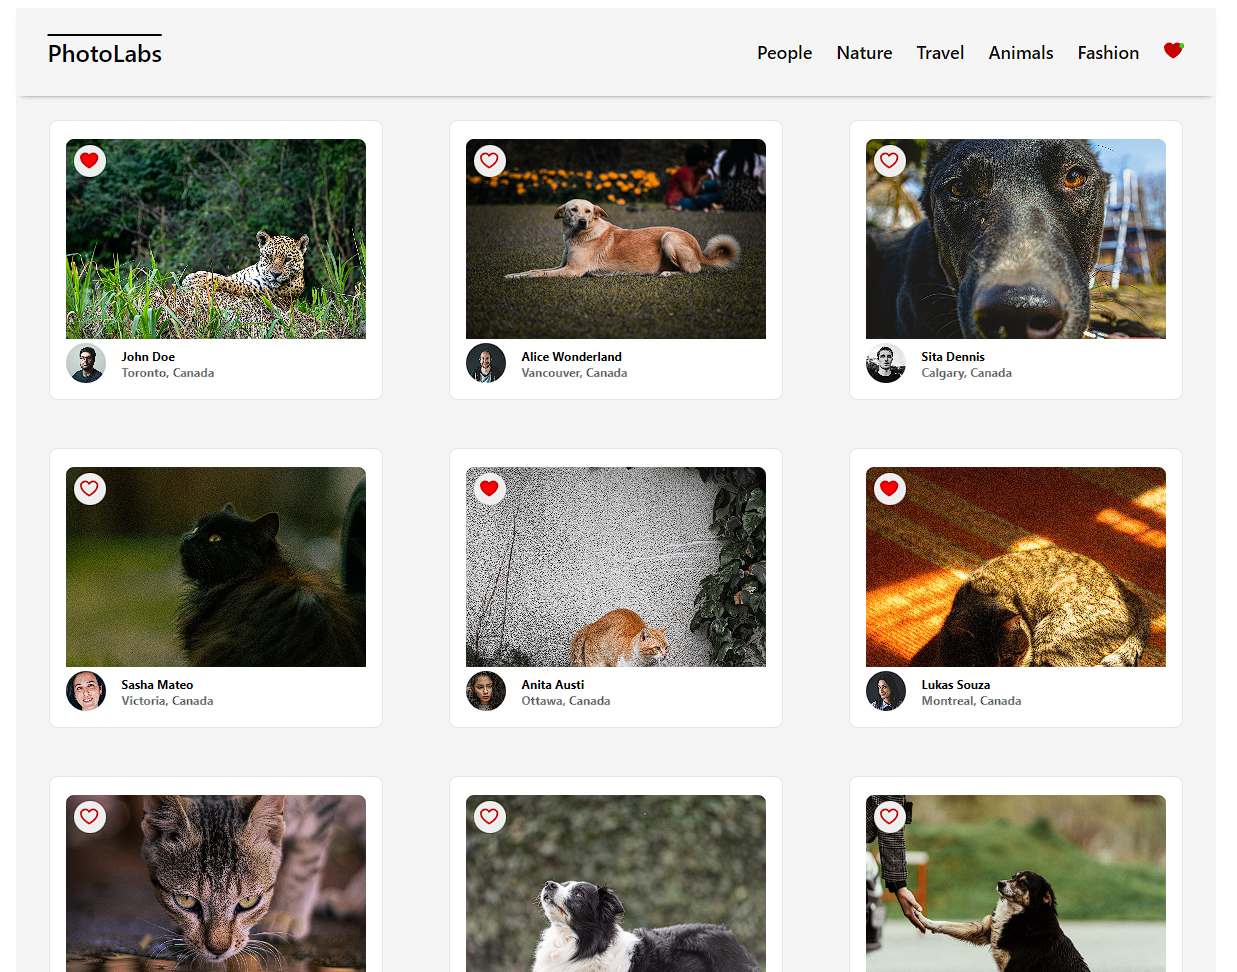 PhotoLabs
People Nature Travel Animals Fashion
John Doe
Toronto, Canada
Alice Wonderland
Vancouver, Canada
Sita Dennis
Calgary, Canada
Sasha Mateo
Victoria, Canada
Anita Austi
Ottawa, Canada
Lukas Souza
Montreal, Canada